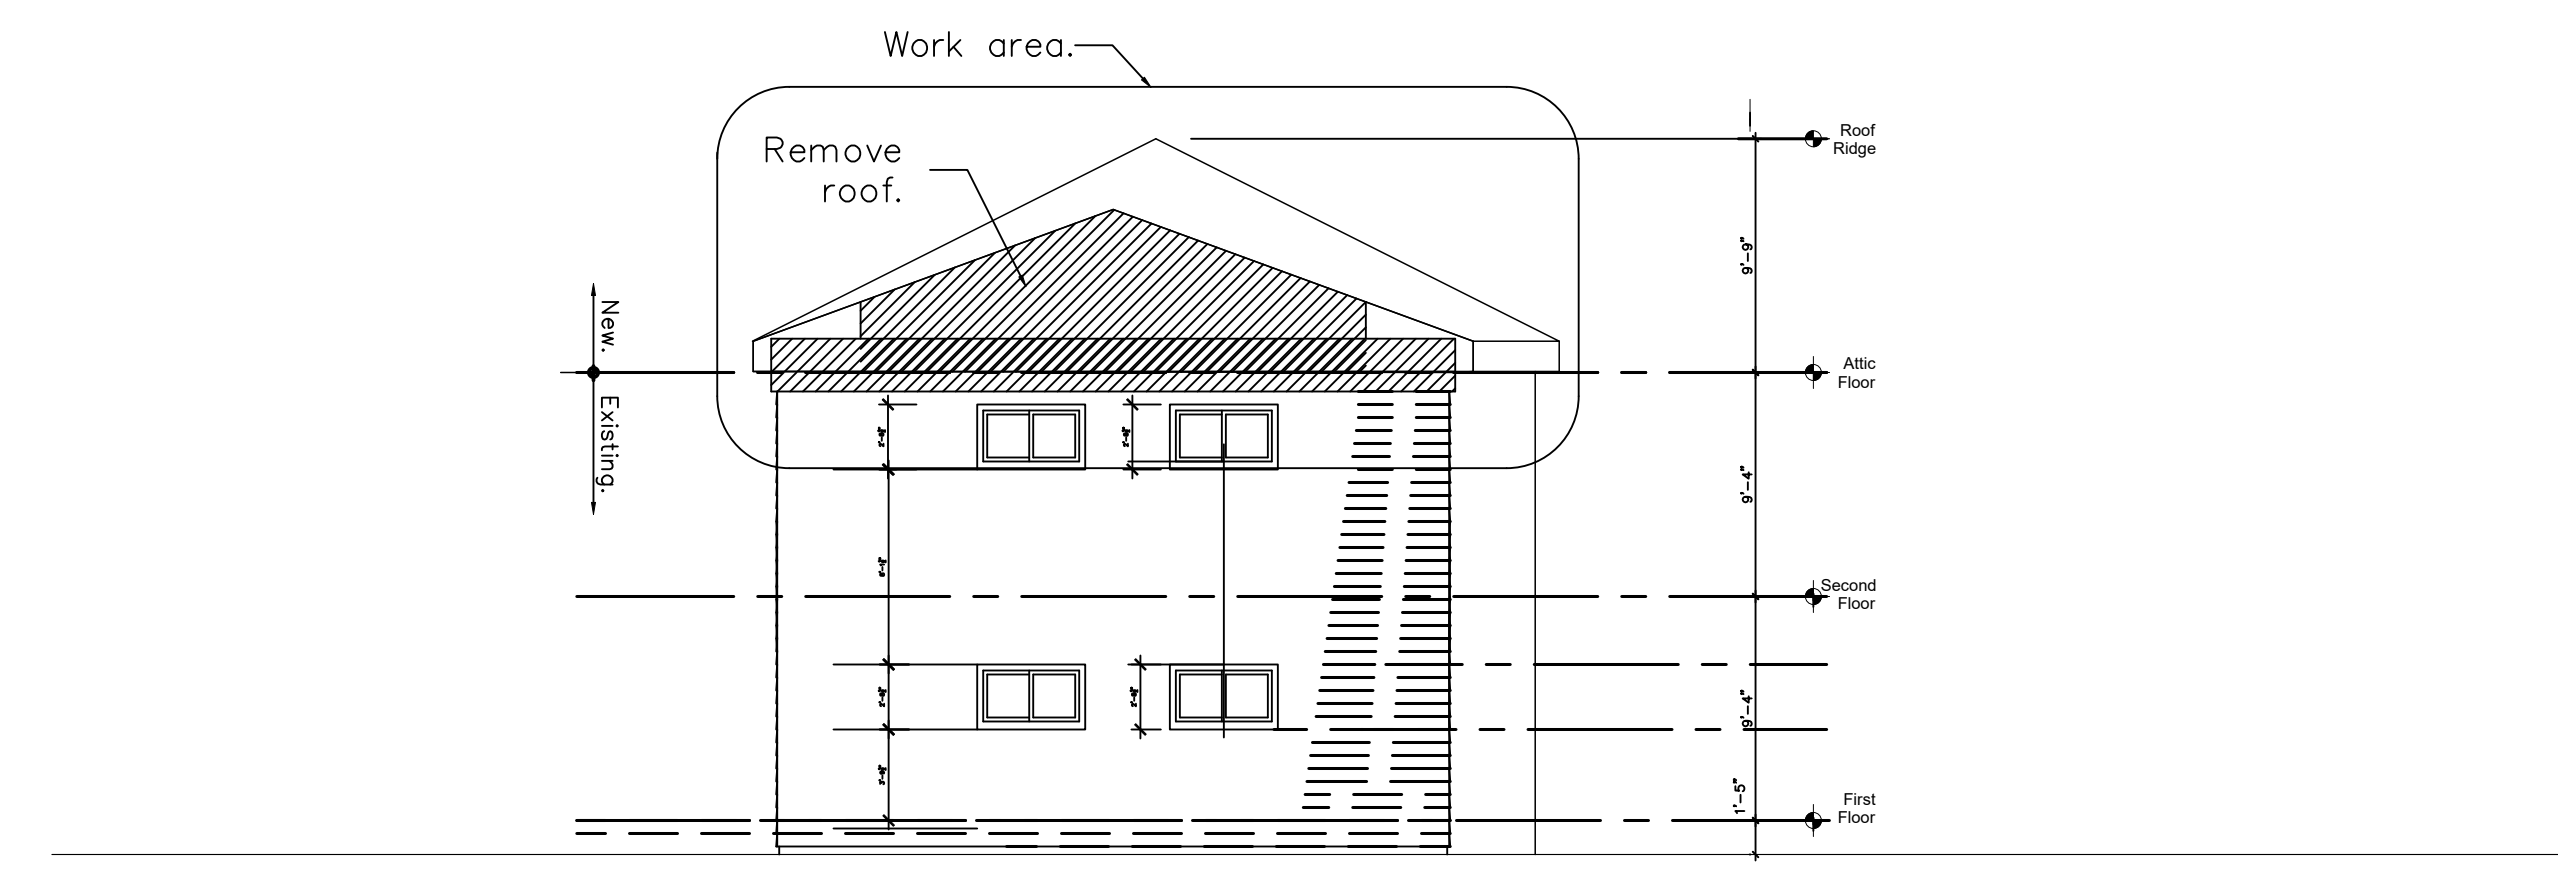 Work area.
Roof
Ridge
Remove
roof.
9'-9"
New.
Attic
Floor
Existing.
9'-4"
Second
Floor
9'-4"
1'-5"
First
Floor